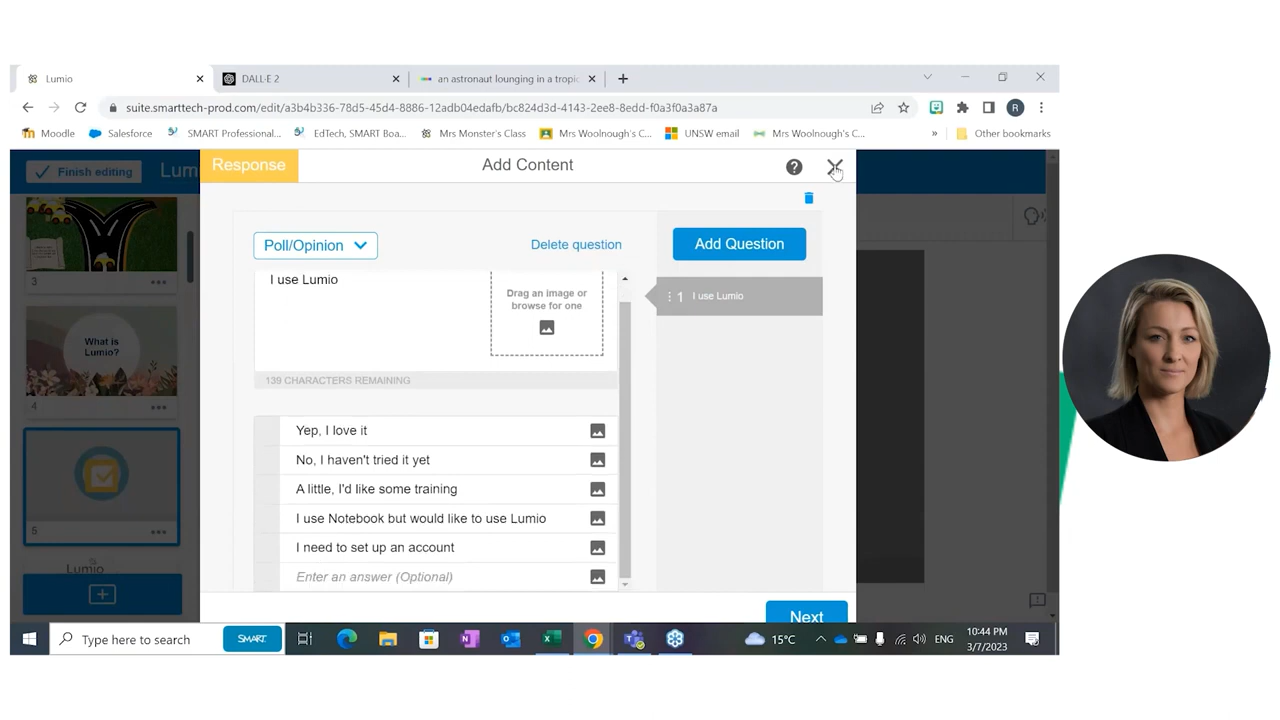 Lumio
DALL·E 2
an astronaut lounging in a tropic
suite.smarttech-prod.com/edit/a3b4b336-78d5-45d4-8886-12adb04edafb/bc824d3d-4143-2ee8-8edd-f0a3f0a3a87a
R
Moodle
Salesforce
SMART Professional...
EdTech, SMART Boa...
Mrs Monster's Class
Mrs Woolnough's C...
UNSW email
Mrs Woolnough's C...
»
Other bookmarks
Finish editing
Lum
Response
Add Content
3
What is
Lumio?
4
5
Lumio
Poll/Opinion
Delete question
Add Question
I use Lumio
Drag an image or
browse for one
1 I use Lumio
139 CHARACTERS REMAINING
Yep, I love it
No, I haven't tried it yet
A little, I'd like some training
I use Notebook but would like to use Lumio
I need to set up an account
Enter an answer (Optional)
Next
Type here to search
SMART
15°C
ENG
10:44 PM
3/7/2023